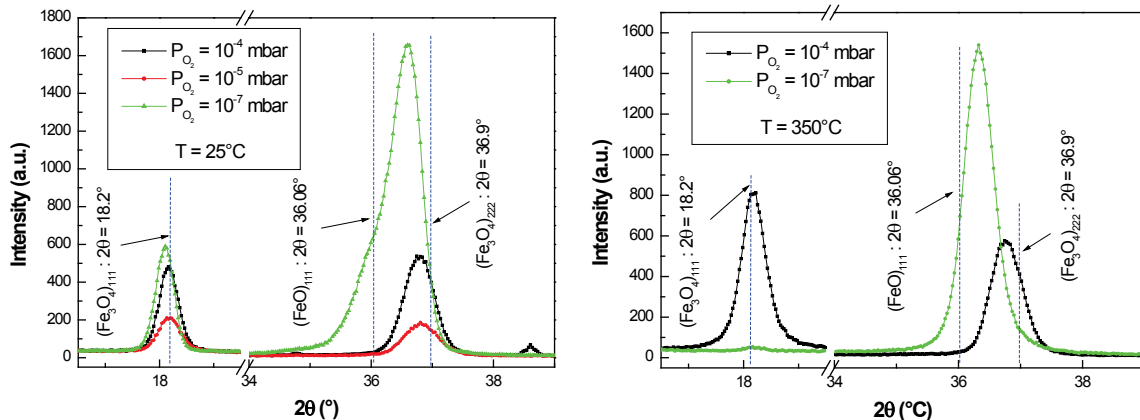 1800
1600
1400
1200
1000
800
600
400
200
0
Intensity (a.u.)
P_O₂ = 10⁻⁴ mbar
P_O₂ = 10⁻⁵ mbar
P_O₂ = 10⁻⁷ mbar
T = 25°C
(Fe₃O₄)₁₁₁ : 2θ = 18.2°
(FeO)₁₁₁ : 2θ = 36.06°
(Fe₃O₄)₂₂₂ : 2θ = 36.9°
18 34 36 38
2θ (°)
1600
1400
1200
1000
800
600
400
200
0
Intensity (a.u.)
P_O₂ = 10⁻⁴ mbar
P_O₂ = 10⁻⁷ mbar
T = 350°C
(Fe₃O₄)₁₁₁ : 2θ = 18.2°
(FeO)₁₁₁ : 2θ = 36.06°
(Fe₃O₄)₂₂₂ : 2θ = 36.9°
18 34 36 38
2θ (°C)